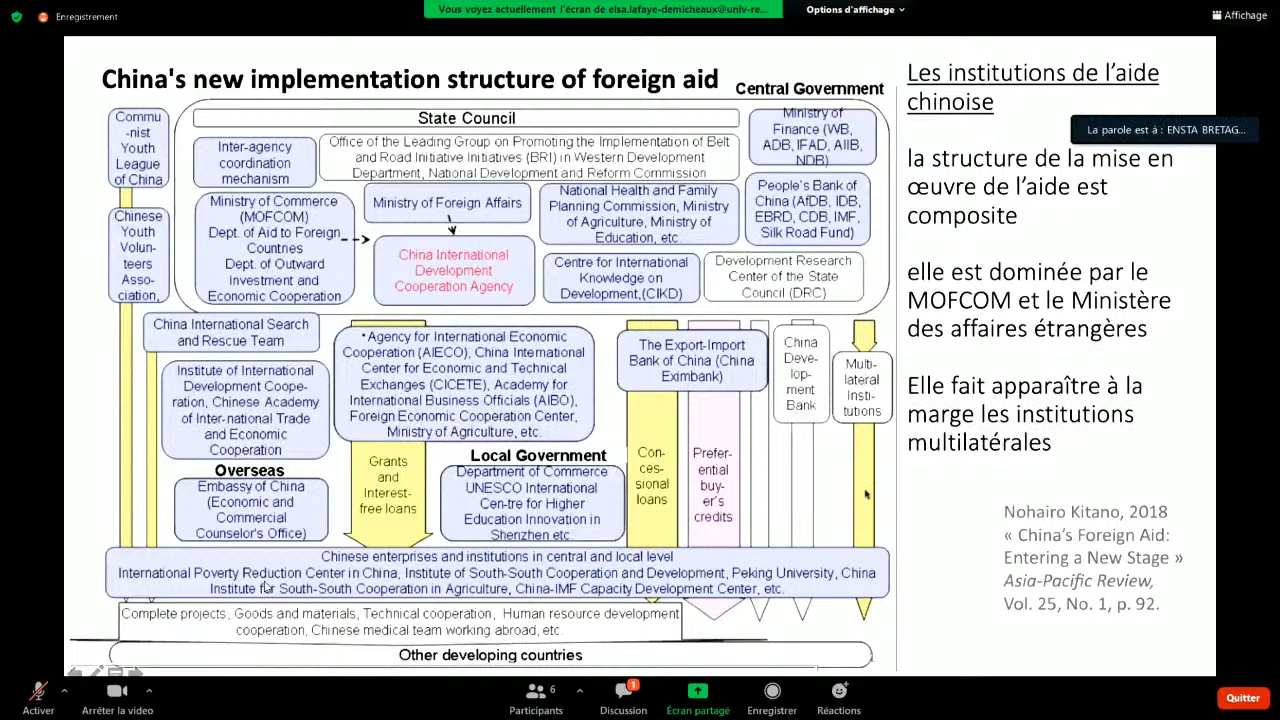 Enregistrement
Vous voyez actuellement l'écran de elsa.lafaye-demicheaux@univ-re...
Options d'affichage
Affichage
China's new implementation structure of foreign aid
Central Government
Commu
-nist
Youth
League
of China
State Council
Inter-agency
coordination
mechanism
Office of the Leading Group on Promoting the Implementation of Belt
and Road Initiative Initiatives (BRI) in Western Development
Department, National Development and Reform Commission
Ministry of
Finance (WB,
ADB, IFAD, AIIB,
NDB)
Chinese
Youth
Volun-
teers
Asso-
ciation,
Ministry of Commerce
(MOFCOM)
Dept. of Aid to Foreign
Countries
Dept. of Outward
Investment and
Economic Cooperation
Ministry of Foreign Affairs
China International
Development
Cooperation Agency
National Health and Family
Planning Commission, Ministry
of Agriculture, Ministry of
Education, etc.
People's Bank of
China (AfDB, IDB,
EBRD, CDB, IMF,
Silk Road Fund)
Centre for International
Knowledge on
Development,(CIKD)
Development Research
Center of the State
Council (DRC)
China International Search
and Rescue Team
Institute of International
Development Coope-
ration, Chinese Academy
of Inter-national Trade
and Economic
Cooperation
• Agency for International Economic
Cooperation (AIECO), China International
Center for Economic and Technical
Exchanges (CICETE), Academy for
International Business Officials (AIBO),
Foreign Economic Cooperation Center,
Ministry of Agriculture, etc.
The Export-Import
Bank of China (China
Eximbank)
China
Deve-
lop-
ment
Bank
Multi-
lateral
Insti-
tutions
Overseas
Embassy of China
(Economic and
Commercial
Counselor's Office)
Grants
and
Interest-
free loans
Local Government
Department of Commerce
UNESCO International
Cen-tre for Higher
Education Innovation in
Shenzhen etc.
Con-
ces-
sional
loans
Prefer-
ential
buy-
er's
credits
Chinese enterprises and institutions in central and local level
International Poverty Reduction Center in China, Institute of South-South Cooperation and Development, Peking University, China
Institute for South-South Cooperation in Agriculture, China-IMF Capacity Development Center, etc.
Complete projects, Goods and materials, Technical cooperation, Human resource development
cooperation, Chinese medical team working abroad, etc.
Other developing countries
Les institutions de l'aide
chinoise
La parole est à : ENSTA BRETAG...
la structure de la mise en
œuvre de l'aide est
composite
elle est dominée par le
MOFCOM et le Ministère
des affaires étrangères
Elle fait apparaître à la
marge les institutions
multilatérales
Nohairo Kitano, 2018
« China's Foreign Aid:
Entering a New Stage »
Asia-Pacific Review,
Vol. 25, No. 1, p. 92.
Activer
Arrêter la vidéo
6
Participants
1
Discussion
Écran partagé
Enregistrer
Réactions
Quitter